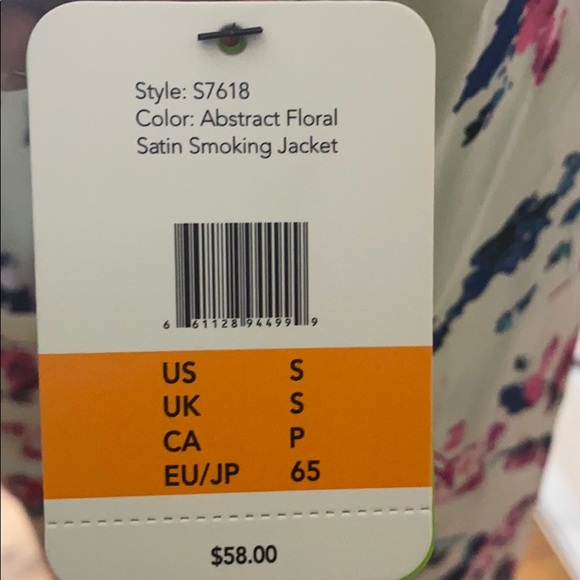 Style: S7618
Color: Abstract Floral
Satin Smoking Jacket
6 61128 94499 9
US S
UK S
CA P
EU/JP 65
$58.00